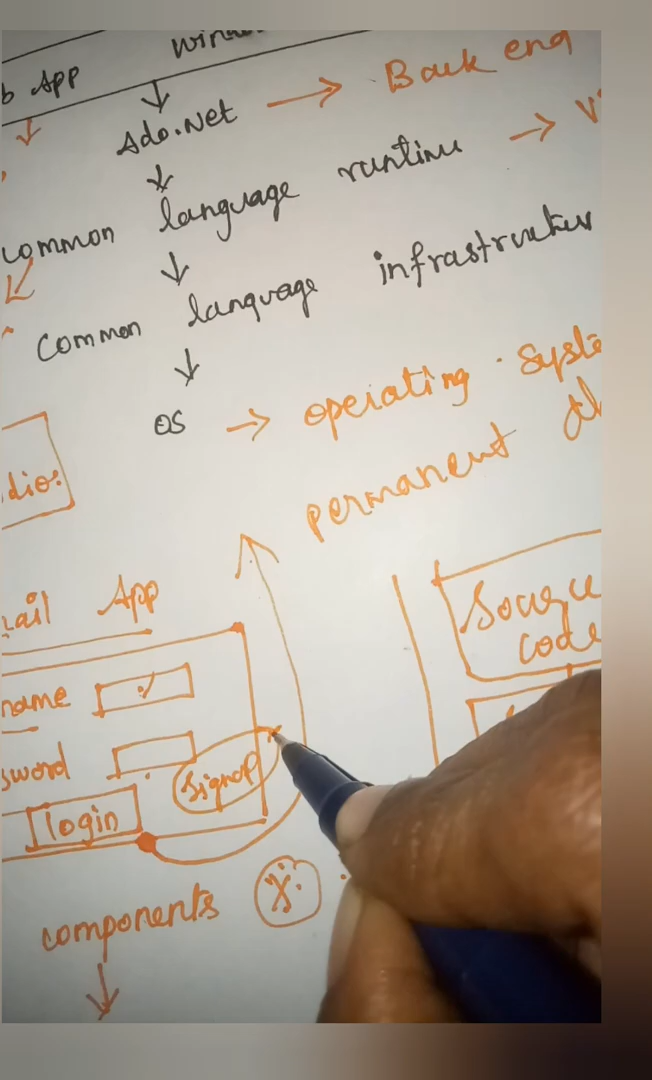 b App
Ado.Net → Back end
common language runtime →
common language infrastructure
OS → operating system
dio:
permanent
ail App
name
sword
login
signup
Source
code
components